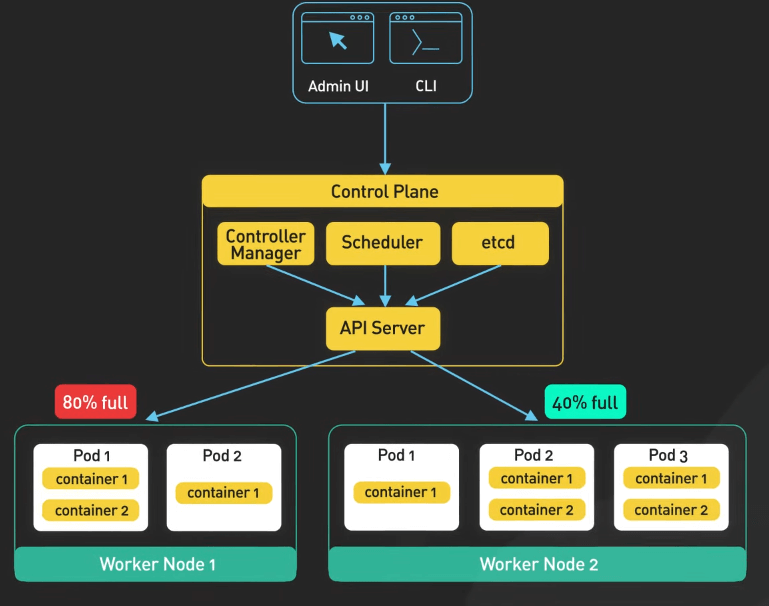 Admin UI
CLI
Control Plane
Controller
Manager
Scheduler
etcd
API Server
80% full
40% full
Pod 1
container 1
container 2
Pod 2
container 1
Worker Node 1
Pod 1
container 1
Pod 2
container 1
container 2
Pod 3
container 1
container 2
Worker Node 2